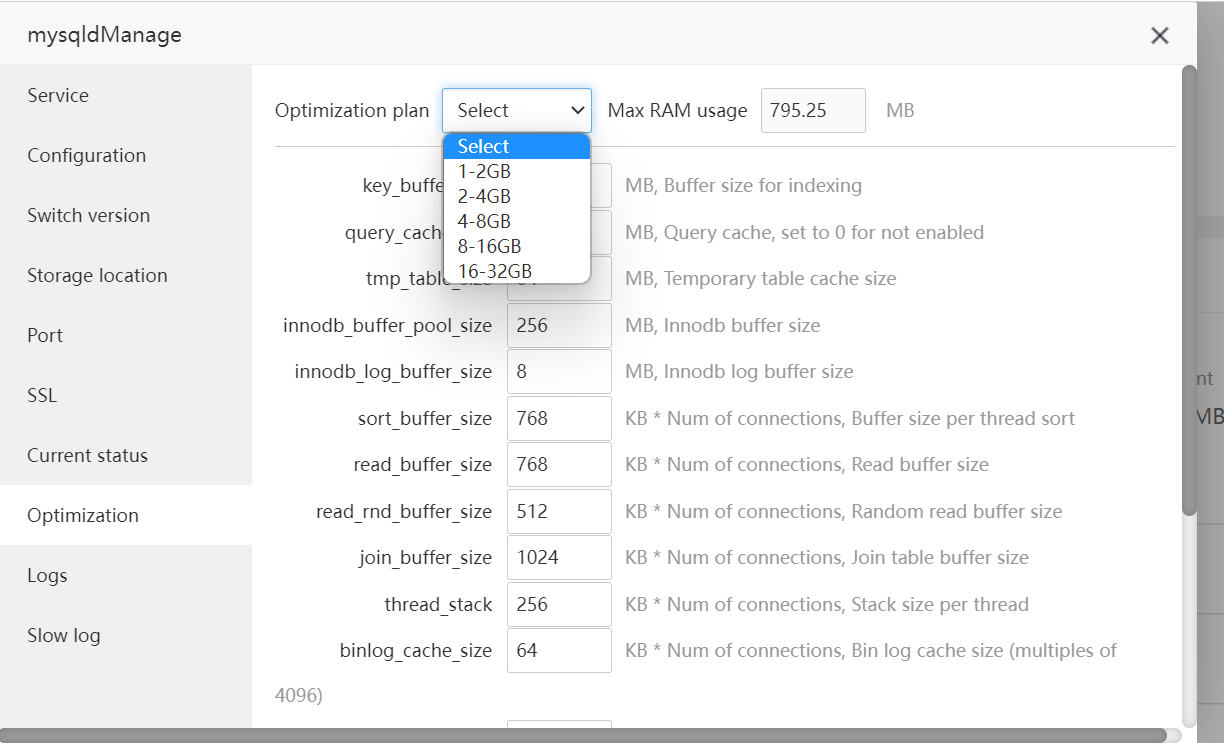 mysqldManage
Service
Configuration
Switch version
Storage location
Port
SSL
Current status
Optimization
Logs
Slow log
Optimization plan Select Max RAM usage 795.25 MB
Select
1-2GB
2-4GB
4-8GB
8-16GB
16-32GB
key_buffe MB, Buffer size for indexing
query_cach MB, Query cache, set to 0 for not enabled
tmp_table_size MB, Temporary table cache size
innodb_buffer_pool_size 256 MB, Innodb buffer size
innodb_log_buffer_size 8 MB, Innodb log buffer size
sort_buffer_size 768 KB * Num of connections, Buffer size per thread sort
read_buffer_size 768 KB * Num of connections, Read buffer size
read_rnd_buffer_size 512 KB * Num of connections, Random read buffer size
join_buffer_size 1024 KB * Num of connections, Join table buffer size
thread_stack 256 KB * Num of connections, Stack size per thread
binlog_cache_size 64 KB * Num of connections, Bin log cache size (multiples of
4096)
nt
MB